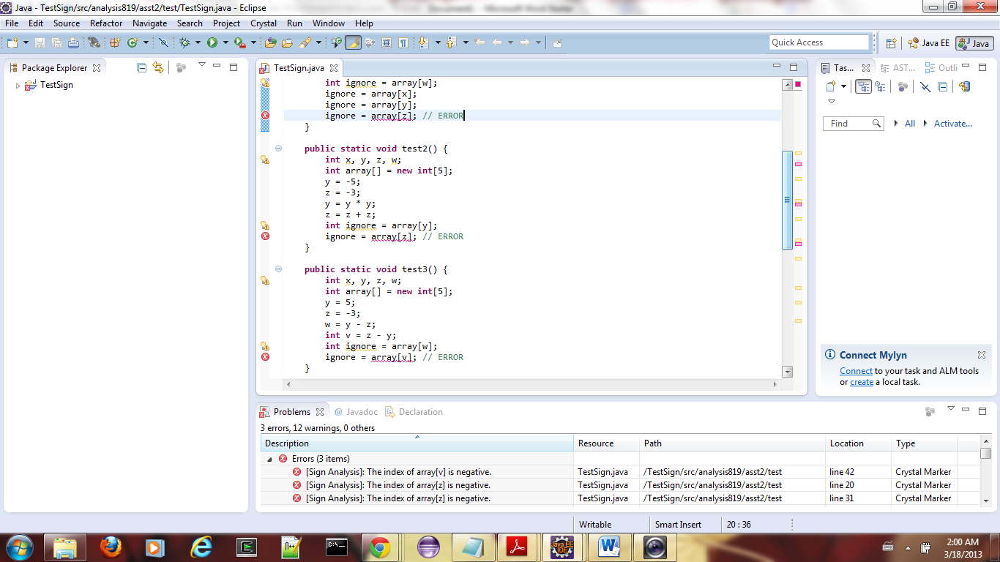 Java - TestSign/src/analysis819/asst2/test/TestSign.java - Eclipse
File Edit Source Refactor Navigate Search Project Crystal Run Window Help
Quick Access
Java EE
Java
Package Explorer
TestSign
TestSign.java
int ignore = array[w];
ignore = array[x];
ignore = array[y];
ignore = array[z]; // ERROR
}
public static void test2() {
int x, y, z, w;
int array[] = new int[5];
y = -5;
z = -3;
y = y * y;
z = z + z;
int ignore = array[y];
ignore = array[z]; // ERROR
}
public static void test3() {
int x, y, z, w;
int array[] = new int[5];
y = 5;
z = -3;
w = y - z;
int v = z - y;
int ignore = array[w];
ignore = array[v]; // ERROR
}
Tas... AST... Outli
Find All Activate...
Connect Mylyn
Connect to your task and ALM tools
or create a local task.
Problems @ Javadoc Declaration
3 errors, 12 warnings, 0 others
Description Resource Path Location Type
Errors (3 items)
[Sign Analysis]: The index of array[v] is negative. TestSign.java /TestSign/src/analysis819/asst2/test line 42 Crystal Marker
[Sign Analysis]: The index of array[z] is negative. TestSign.java /TestSign/src/analysis819/asst2/test line 20 Crystal Marker
[Sign Analysis]: The index of array[z] is negative. TestSign.java /TestSign/src/analysis819/asst2/test line 31 Crystal Marker
Writable Smart Insert 20 : 36
Java EE
IDE
2:00 AM
3/18/2013